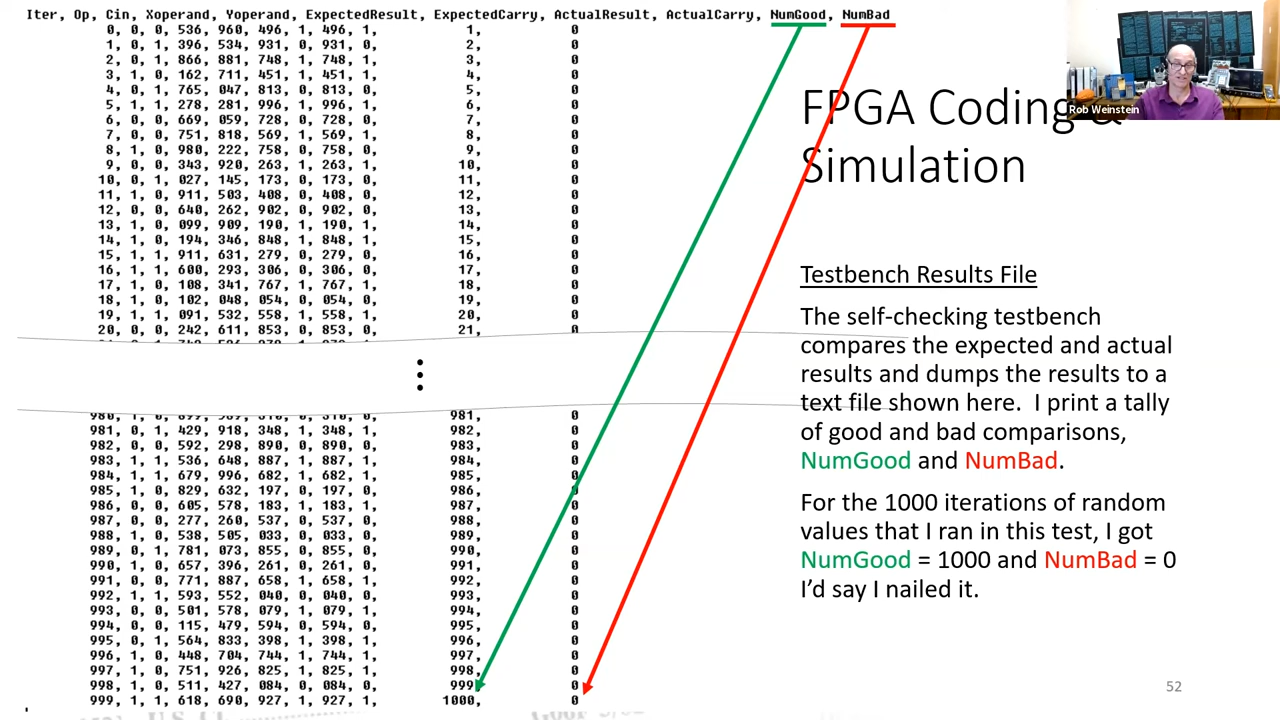 Iter, Op, Cin, Xoperand, Yoperand, ExpectedResult, ExpectedCarry, ActualResult, ActualCarry, NumGood, NumBad
0, 0, 0, 536, 960, 496, 1, 496, 1, 1, 0
1, 0, 1, 396, 534, 931, 0, 931, 0, 2, 0
2, 0, 1, 866, 881, 748, 1, 748, 1, 3, 0
3, 1, 0, 162, 711, 451, 1, 451, 1, 4, 0
4, 0, 1, 765, 047, 813, 0, 813, 0, 5, 0
5, 1, 1, 278, 281, 996, 1, 996, 1, 6, 0
6, 0, 0, 669, 059, 728, 0, 728, 0, 7, 0
7, 0, 0, 751, 818, 569, 1, 569, 1, 8, 0
8, 1, 0, 980, 222, 758, 0, 758, 0, 9, 0
9, 0, 0, 343, 920, 263, 1, 263, 1, 10, 0
10, 0, 1, 027, 145, 173, 0, 173, 0, 11, 0
11, 1, 0, 911, 503, 408, 0, 408, 0, 12, 0
12, 0, 0, 640, 262, 902, 0, 902, 0, 13, 0
13, 1, 0, 099, 909, 190, 1, 190, 1, 14, 0
14, 1, 0, 194, 346, 848, 1, 848, 1, 15, 0
15, 1, 1, 911, 631, 279, 0, 279, 0, 16, 0
16, 1, 1, 600, 293, 306, 0, 306, 0, 17, 0
17, 1, 0, 108, 341, 767, 1, 767, 1, 18, 0
18, 1, 0, 102, 048, 054, 0, 054, 0, 19, 0
19, 1, 1, 091, 532, 558, 1, 558, 1, 20, 0
20, 0, 0, 242, 611, 853, 0, 853, 0, 21, 0
981, 0
981, 0, 1, 429, 918, 348, 1, 348, 1, 982, 0
982, 0, 0, 592, 298, 890, 0, 890, 0, 983, 0
983, 1, 1, 536, 648, 887, 1, 887, 1, 984, 0
984, 1, 1, 679, 996, 682, 1, 682, 1, 985, 0
985, 1, 0, 829, 632, 197, 0, 197, 0, 986, 0
986, 0, 0, 605, 578, 183, 1, 183, 1, 987, 0
987, 0, 0, 277, 260, 537, 0, 537, 0, 988, 0
988, 1, 0, 538, 505, 033, 0, 033, 0, 989, 0
989, 0, 1, 781, 073, 855, 0, 855, 0, 990, 0
990, 1, 0, 657, 396, 261, 0, 261, 0, 991, 0
991, 0, 0, 771, 887, 658, 1, 658, 1, 992, 0
992, 1, 1, 593, 552, 040, 0, 040, 0, 993, 0
993, 0, 0, 501, 578, 079, 1, 079, 1, 994, 0
994, 0, 0, 115, 479, 594, 0, 594, 0, 995, 0
995, 0, 1, 564, 833, 398, 1, 398, 1, 996, 0
996, 1, 0, 448, 704, 744, 1, 744, 1, 997, 0
997, 1, 0, 751, 926, 825, 1, 825, 1, 998, 0
998, 1, 0, 511, 427, 084, 0, 084, 0, 999, 0
999, 1, 1, 618, 690, 927, 1, 927, 1, 1000, 0
Rob Weinstein
FPGA Coding &
Simulation
Testbench Results File
The self-checking testbench
compares the expected and actual
results and dumps the results to a
text file shown here. I print a tally
of good and bad comparisons,
NumGood and NumBad.
For the 1000 iterations of random
values that I ran in this test, I got
NumGood = 1000 and NumBad = 0
I'd say I nailed it.
52